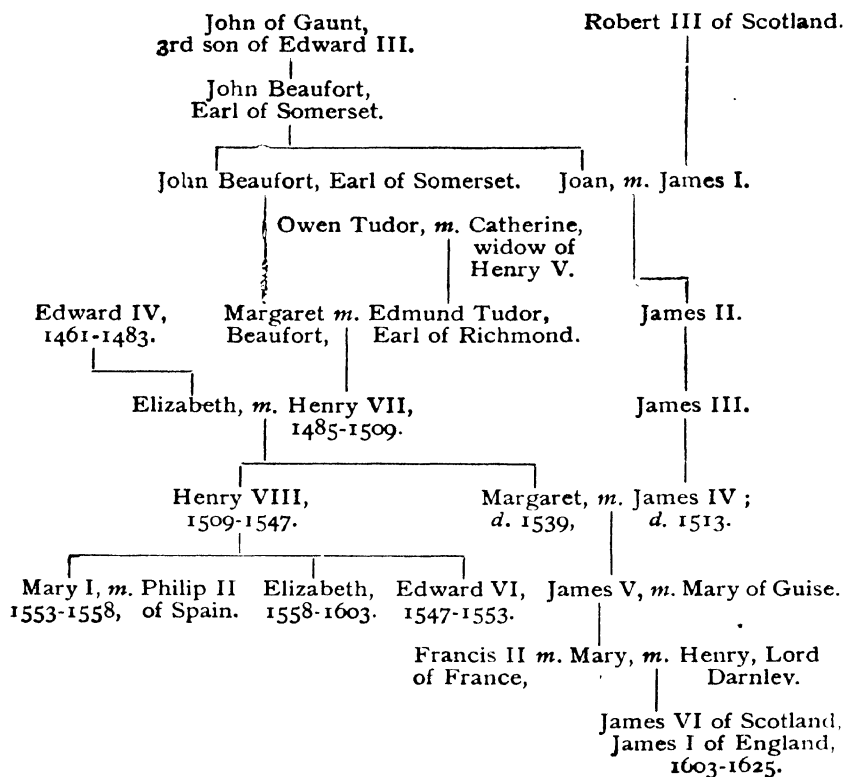 John of Gaunt,
3rd son of Edward III.
Robert III of Scotland.
John Beaufort,
Earl of Somerset.
John Beaufort, Earl of Somerset.
Joan, m. James I.
Owen Tudor, m. Catherine,
widow of
Henry V.
Edward IV,
1461-1483.
Margaret m. Edmund Tudor,
Beaufort, Earl of Richmond.
James II.
Elizabeth, m. Henry VII,
1485-1509.
James III.
Henry VIII,
1509-1547.
Margaret, m. James IV ;
d. 1539, d. 1513.
Mary I, m. Philip II
1553-1558, of Spain.
Elizabeth,
1558-1603.
Edward VI,
1547-1553.
James V, m. Mary of Guise.
Francis II m. Mary, m. Henry, Lord
of France, Darnley.
James VI of Scotland,
James I of England,
1603-1625.